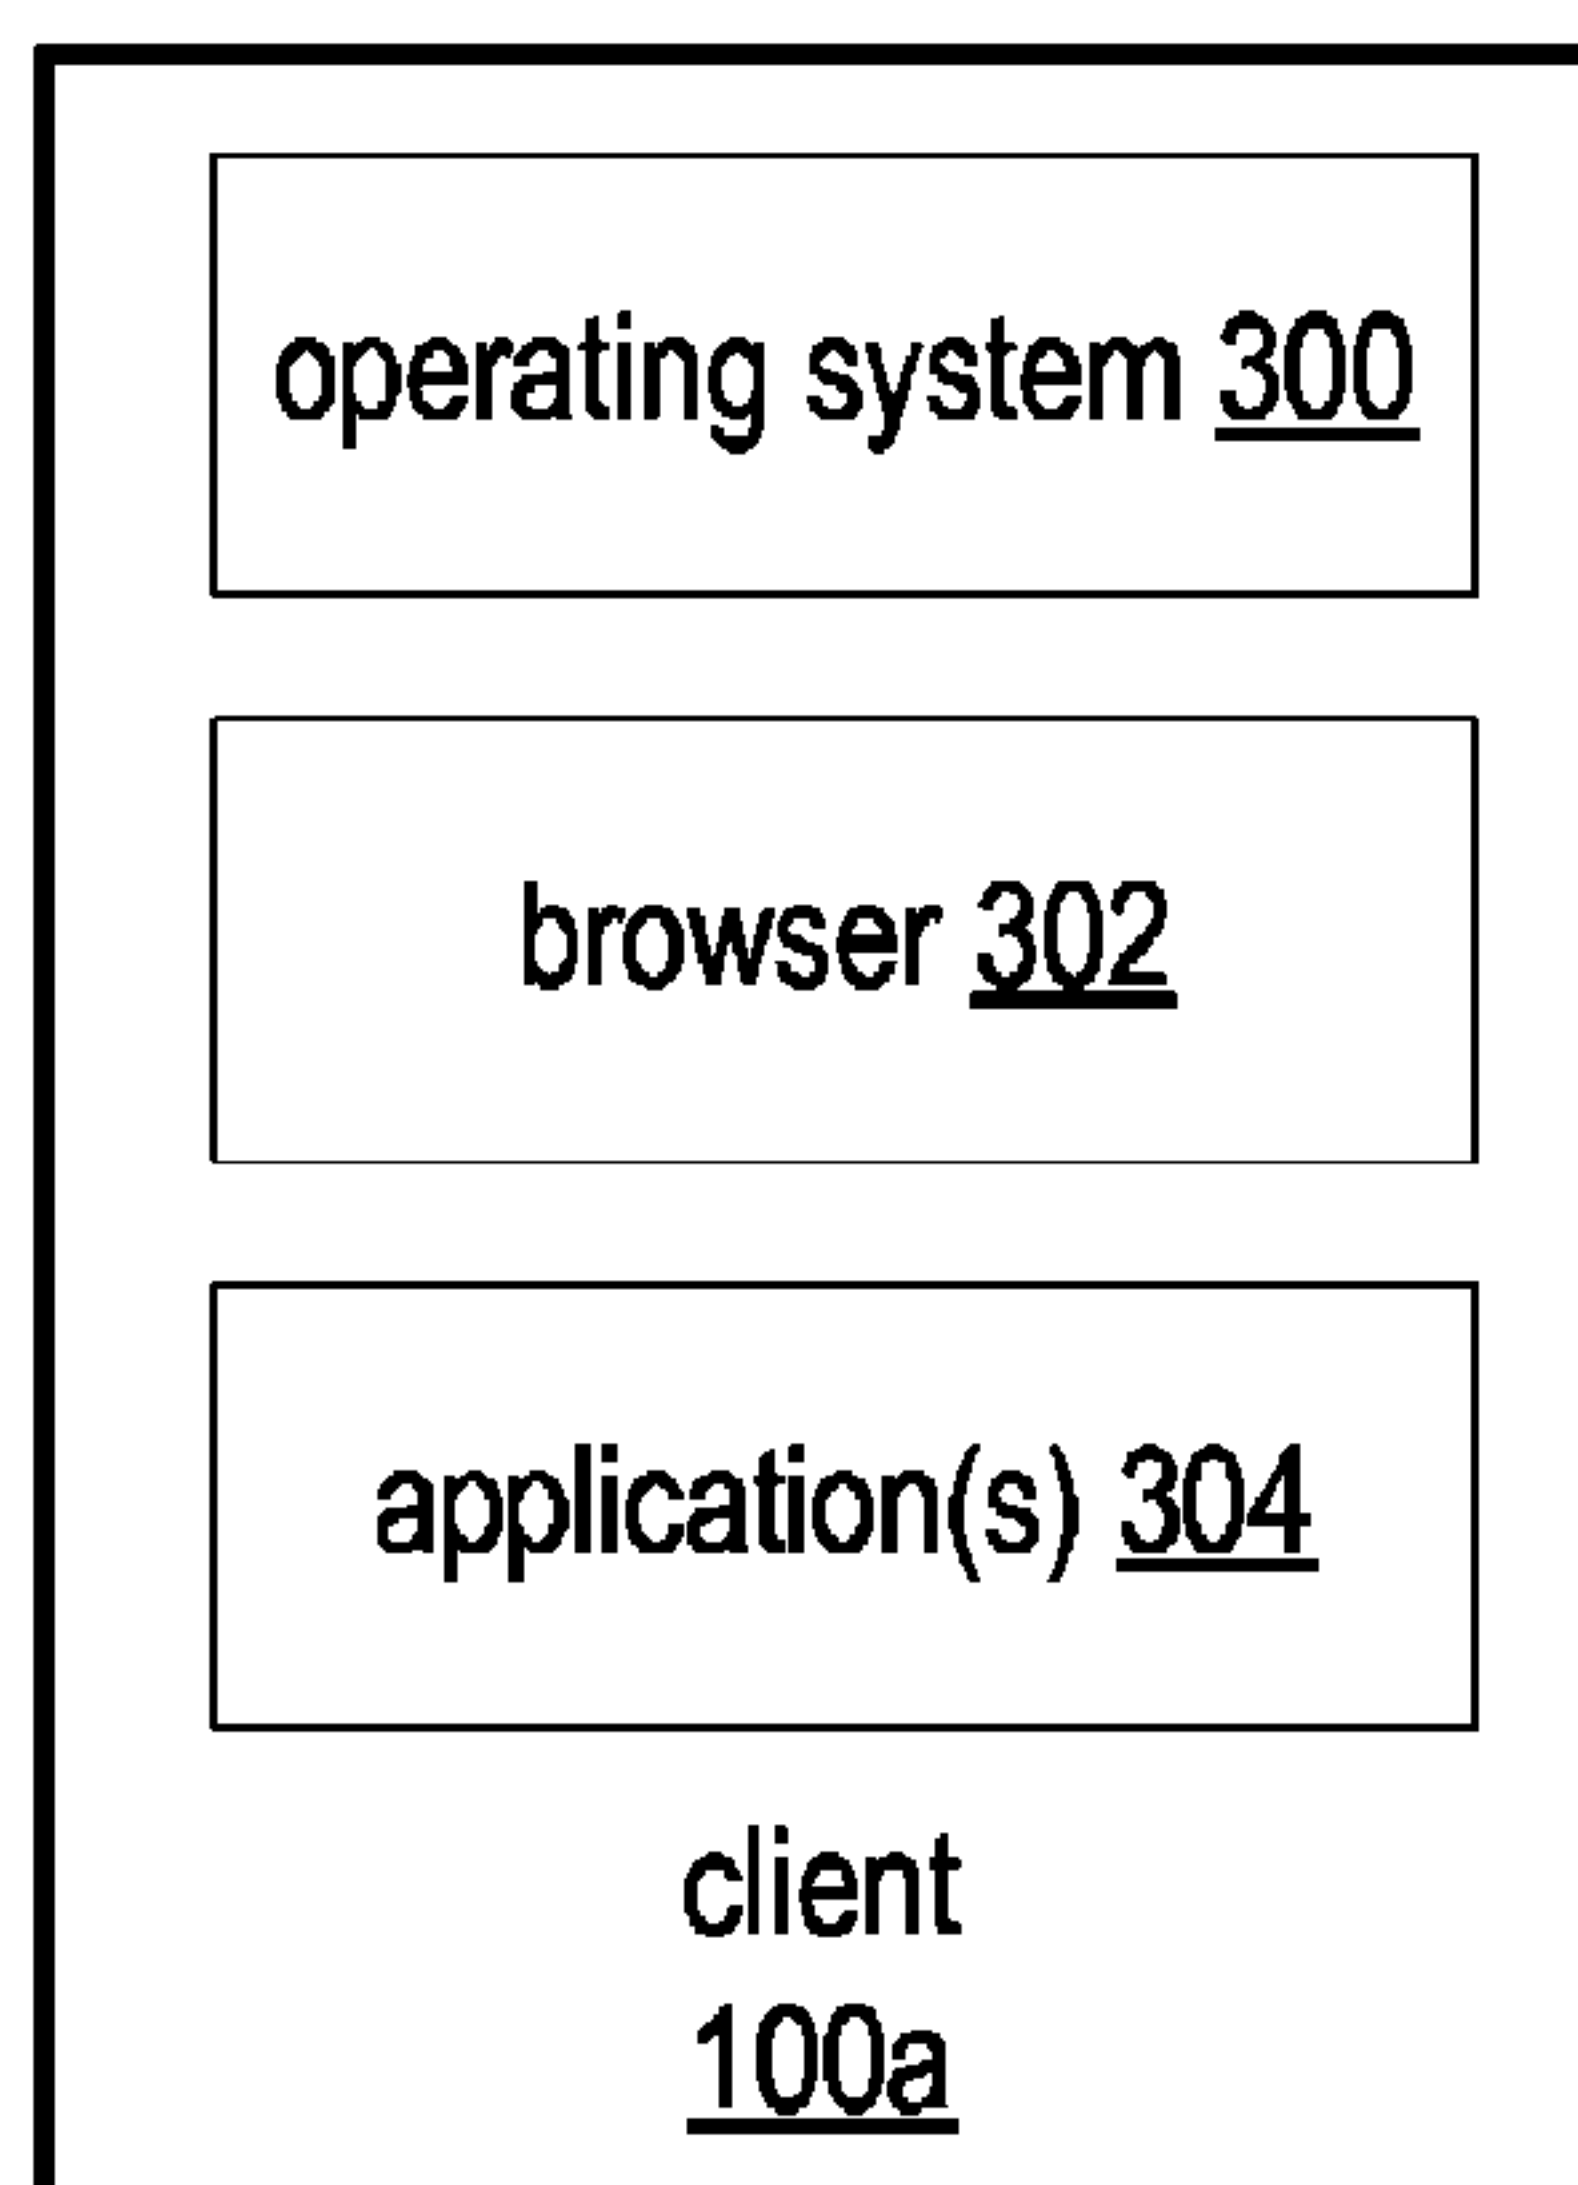 operating system 300
browser 302
application(s) 304
client
100a